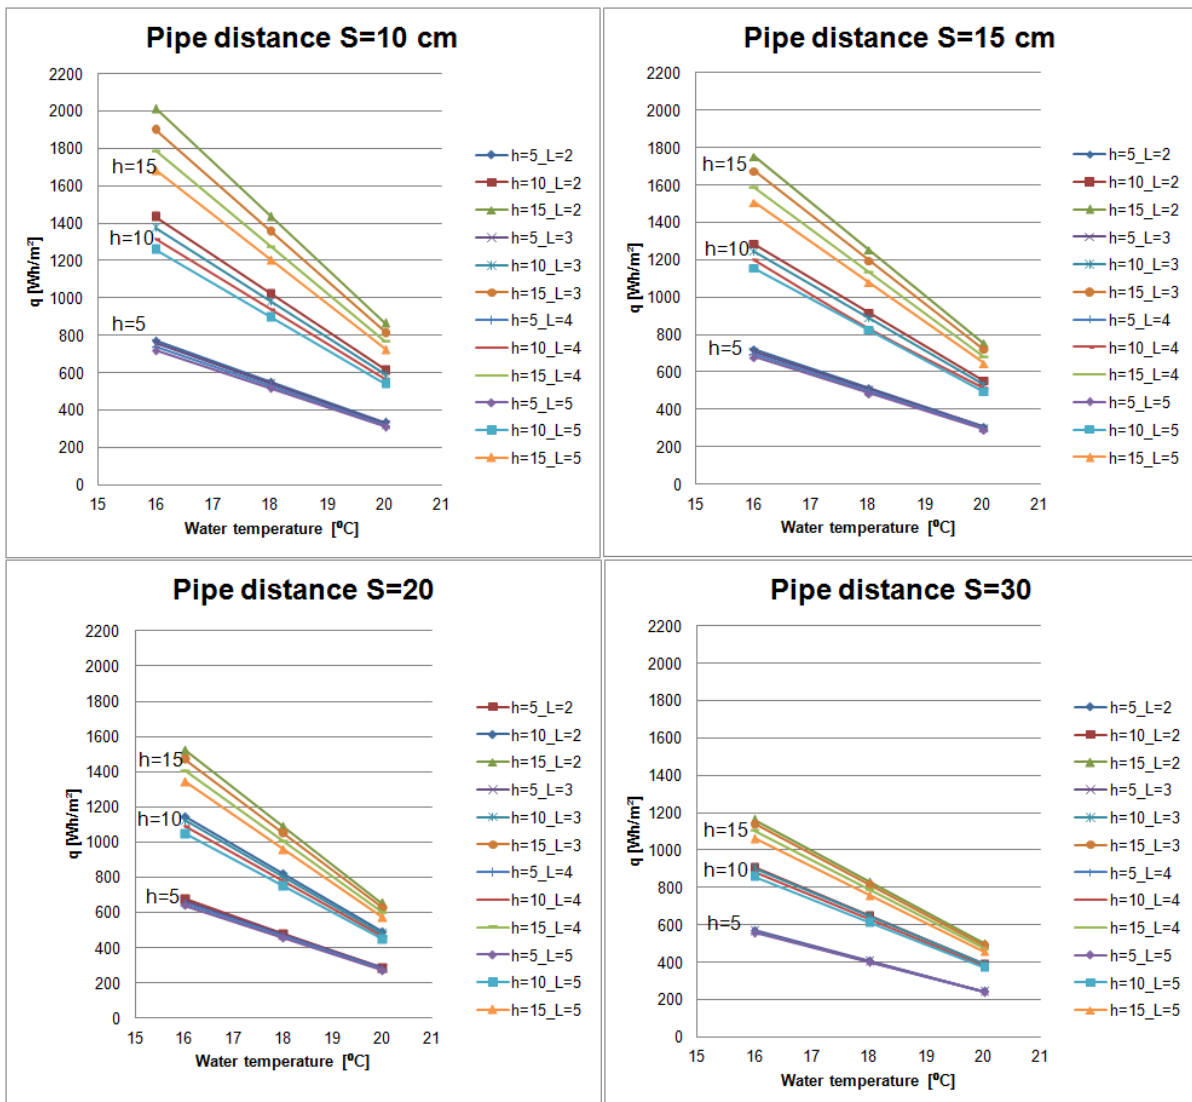 Pipe distance S=10 cm
2200
2000
1800
1600
1400
1200
1000
800
600
400
200
0
q [Wh/m²]
h=15
h=10
h=5
15 16 17 18 19 20 21
Water temperature [⁰C]
h=5_L=2
h=10_L=2
h=15_L=2
h=5_L=3
h=10_L=3
h=15_L=3
h=5_L=4
h=10_L=4
h=15_L=4
h=5_L=5
h=10_L=5
h=15_L=5
Pipe distance S=15 cm
2200
2000
1800
1600
1400
1200
1000
800
600
400
200
0
q [Wh/m²]
h=15
h=10
h=5
15 16 17 18 19 20 21
Water temperature [⁰C]
h=5_L=2
h=10_L=2
h=15_L=2
h=5_L=3
h=10_L=3
h=15_L=3
h=5_L=4
h=10_L=4
h=15_L=4
h=5_L=5
h=10_L=5
h=15_L=5
Pipe distance S=20
2200
2000
1800
1600
1400
1200
1000
800
600
400
200
0
q [Wh/m²]
h=15
h=10
h=5
15 16 17 18 19 20 21
Water temperature [⁰C]
h=5_L=2
h=10_L=2
h=15_L=2
h=5_L=3
h=10_L=3
h=15_L=3
h=5_L=4
h=10_L=4
h=15_L=4
h=5_L=5
h=10_L=5
h=15_L=5
Pipe distance S=30
2200
2000
1800
1600
1400
1200
1000
800
600
400
200
0
q [Wh/m²]
h=15
h=10
h=5
15 16 17 18 19 20 21
Water temperature [⁰C]
h=5_L=2
h=10_L=2
h=15_L=2
h=5_L=3
h=10_L=3
h=15_L=3
h=5_L=4
h=10_L=4
h=15_L=4
h=5_L=5
h=10_L=5
h=15_L=5